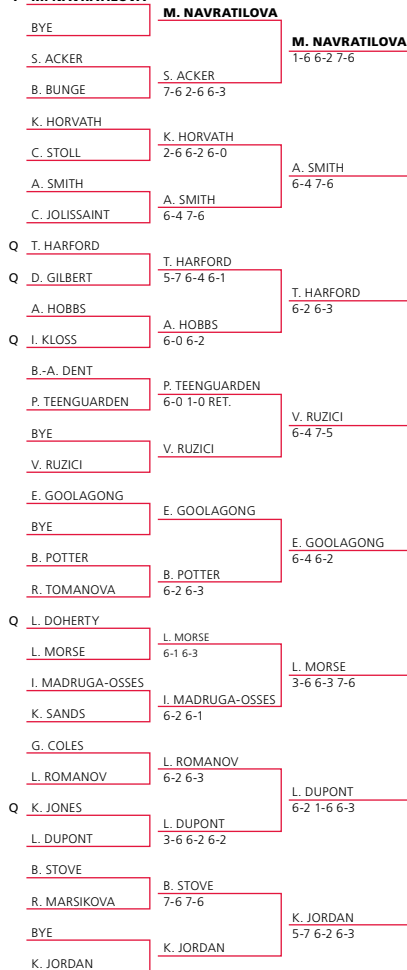 M. NAVRATILOVA
BYE
S. ACKER
B. BUNGE
K. HORVATH
C. STOLL
A. SMITH
C. JOLISSAINT
Q T. HARFORD
Q D. GILBERT
A. HOBBS
Q I. KLOSS
B.-A. DENT
P. TEENGUARDEN
BYE
V. RUZICI
E. GOOLAGONG
BYE
B. POTTER
R. TOMANOVA
Q L. DOHERTY
L. MORSE
I. MADRUGA-OSSES
K. SANDS
G. COLES
L. ROMANOV
Q K. JONES
L. DUPONT
B. STOVE
R. MARSIKOVA
BYE
K. JORDAN
M. NAVRATILOVA
S. ACKER
7-6 2-6 6-3
K. HORVATH
2-6 6-2 6-0
A. SMITH
6-4 7-6
T. HARFORD
5-7 6-4 6-1
A. HOBBS
6-0 6-2
P. TEENGUARDEN
6-0 1-0 RET.
V. RUZICI
E. GOOLAGONG
B. POTTER
6-2 6-3
L. MORSE
6-1 6-3
I. MADRUGA-OSSES
6-2 6-1
L. ROMANOV
6-2 6-3
L. DUPONT
3-6 6-2 6-2
B. STOVE
7-6 7-6
K. JORDAN
M. NAVRATILOVA
1-6 6-2 7-6
A. SMITH
6-4 7-6
T. HARFORD
6-2 6-3
V. RUZICI
6-4 7-5
E. GOOLAGONG
6-4 6-2
L. MORSE
3-6 6-3 7-6
L. DUPONT
6-2 1-6 6-3
K. JORDAN
5-7 6-2 6-3